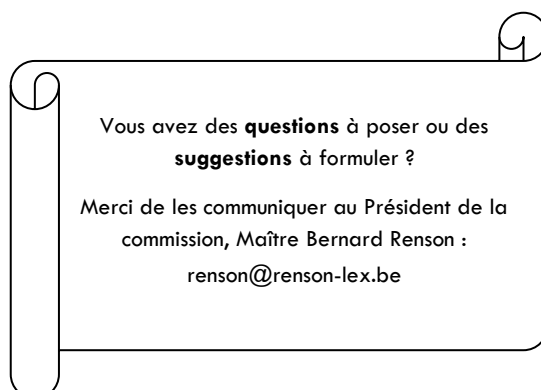 Vous avez des questions à poser ou des
suggestions à formuler ?
Merci de les communiquer au Président de la
commission, Maître Bernard Renson :
renson@renson-lex.be